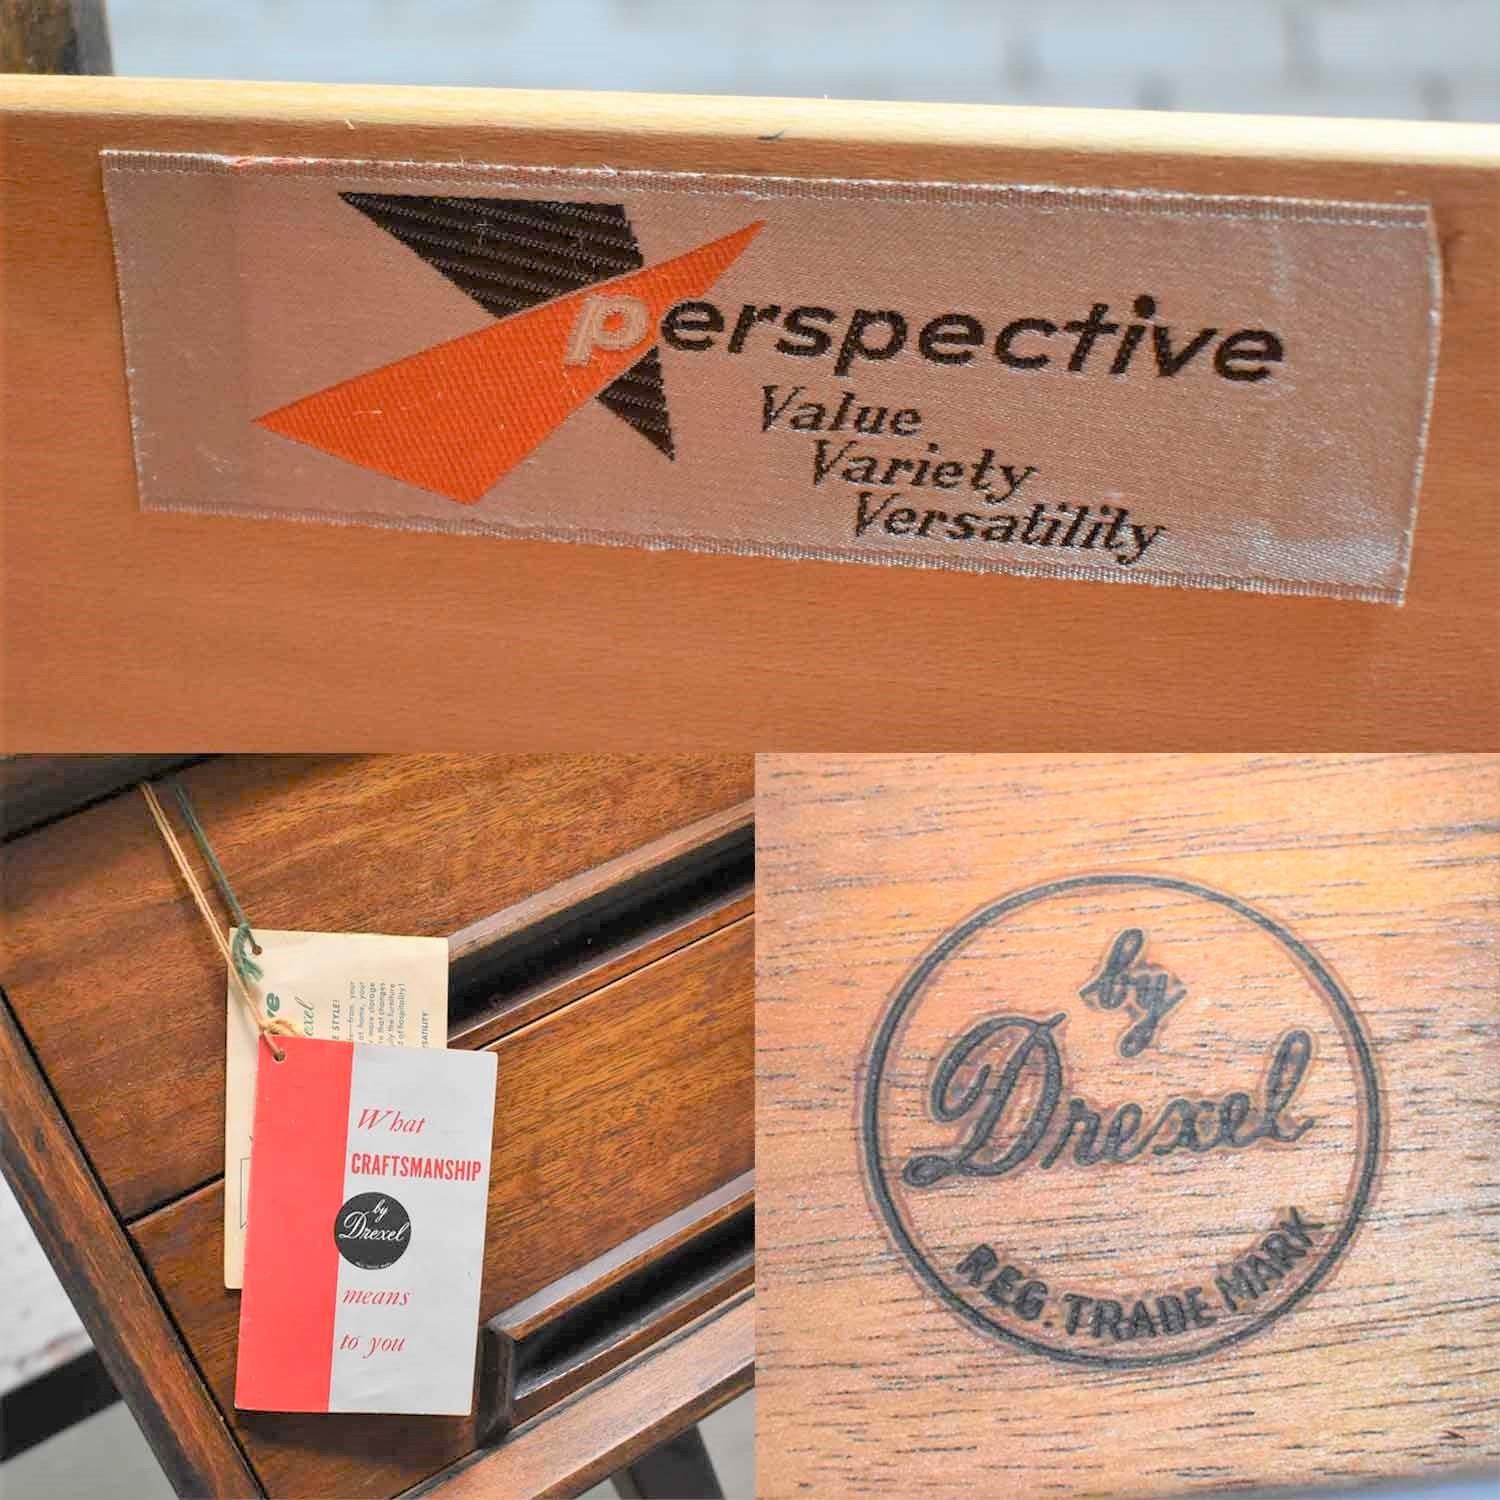 perspective
Value
Variety
Versatility
What
CRAFTSMANSHIP
by
Drexel
means
to you
by
Drexel
REG. TRADE MARK